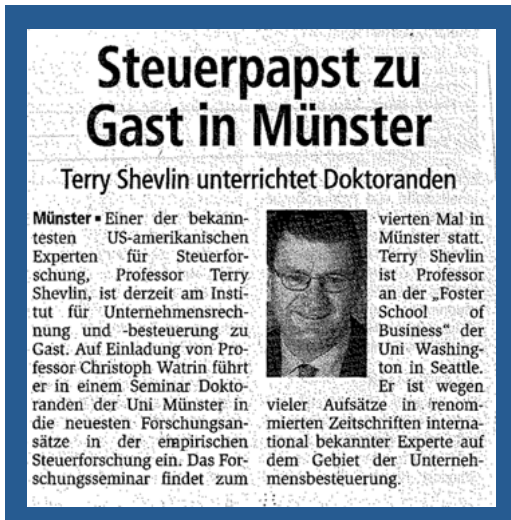 Steuerpapst zu
Gast in Münster
Terry Shevlin unterrichtet Doktoranden
Münster ▪ Einer der bekann-
testen US-amerikanischen
Experten für Steuerfor-
schung, Professor Terry
Shevlin, ist derzeit am Insti-
tut für Unternehmensrech-
nung und -besteuerung zu
Gast. Auf Einladung von Pro-
fessor Christoph Watrin führt
er in einem Seminar Dokto-
randen der Uni Münster in
die neuesten Forschungsan-
sätze in der empirischen
Steuerforschung ein. Das For-
schungsseminar findet zum
vierten Mal in
Münster statt.
Terry Shevlin
ist Professor
an der „Foster
School of
Business“ der
Uni Washing-
ton in Seattle.
Er ist wegen
vieler Aufsätze in renom-
mierten Zeitschriften interna-
tional bekannter Experte auf
dem Gebiet der Unterneh-
mensbesteuerung.